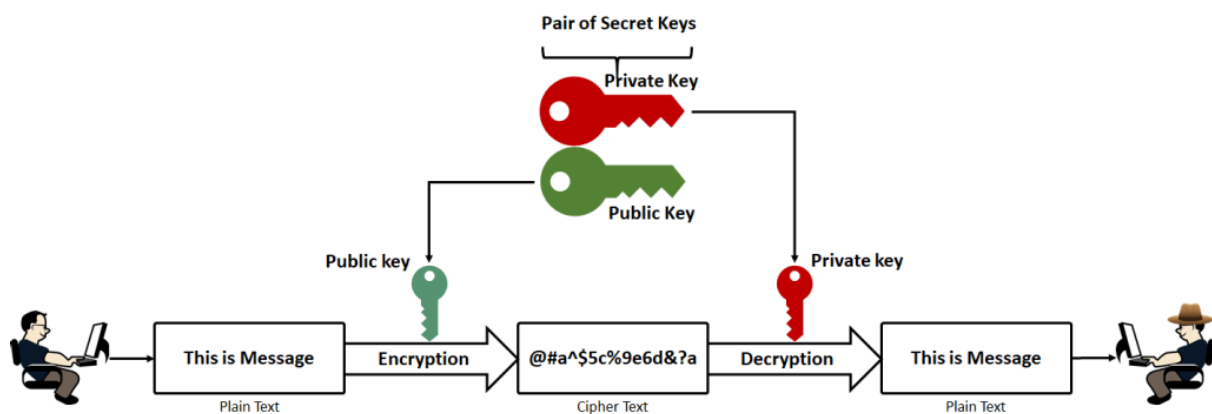 Pair of Secret Keys
Private Key
Public Key
Public key
Private key
This is Message
Encryption
@#a^$5c%9e6d&?a
Decryption
This is Message
Plain Text
Cipher Text
Plain Text